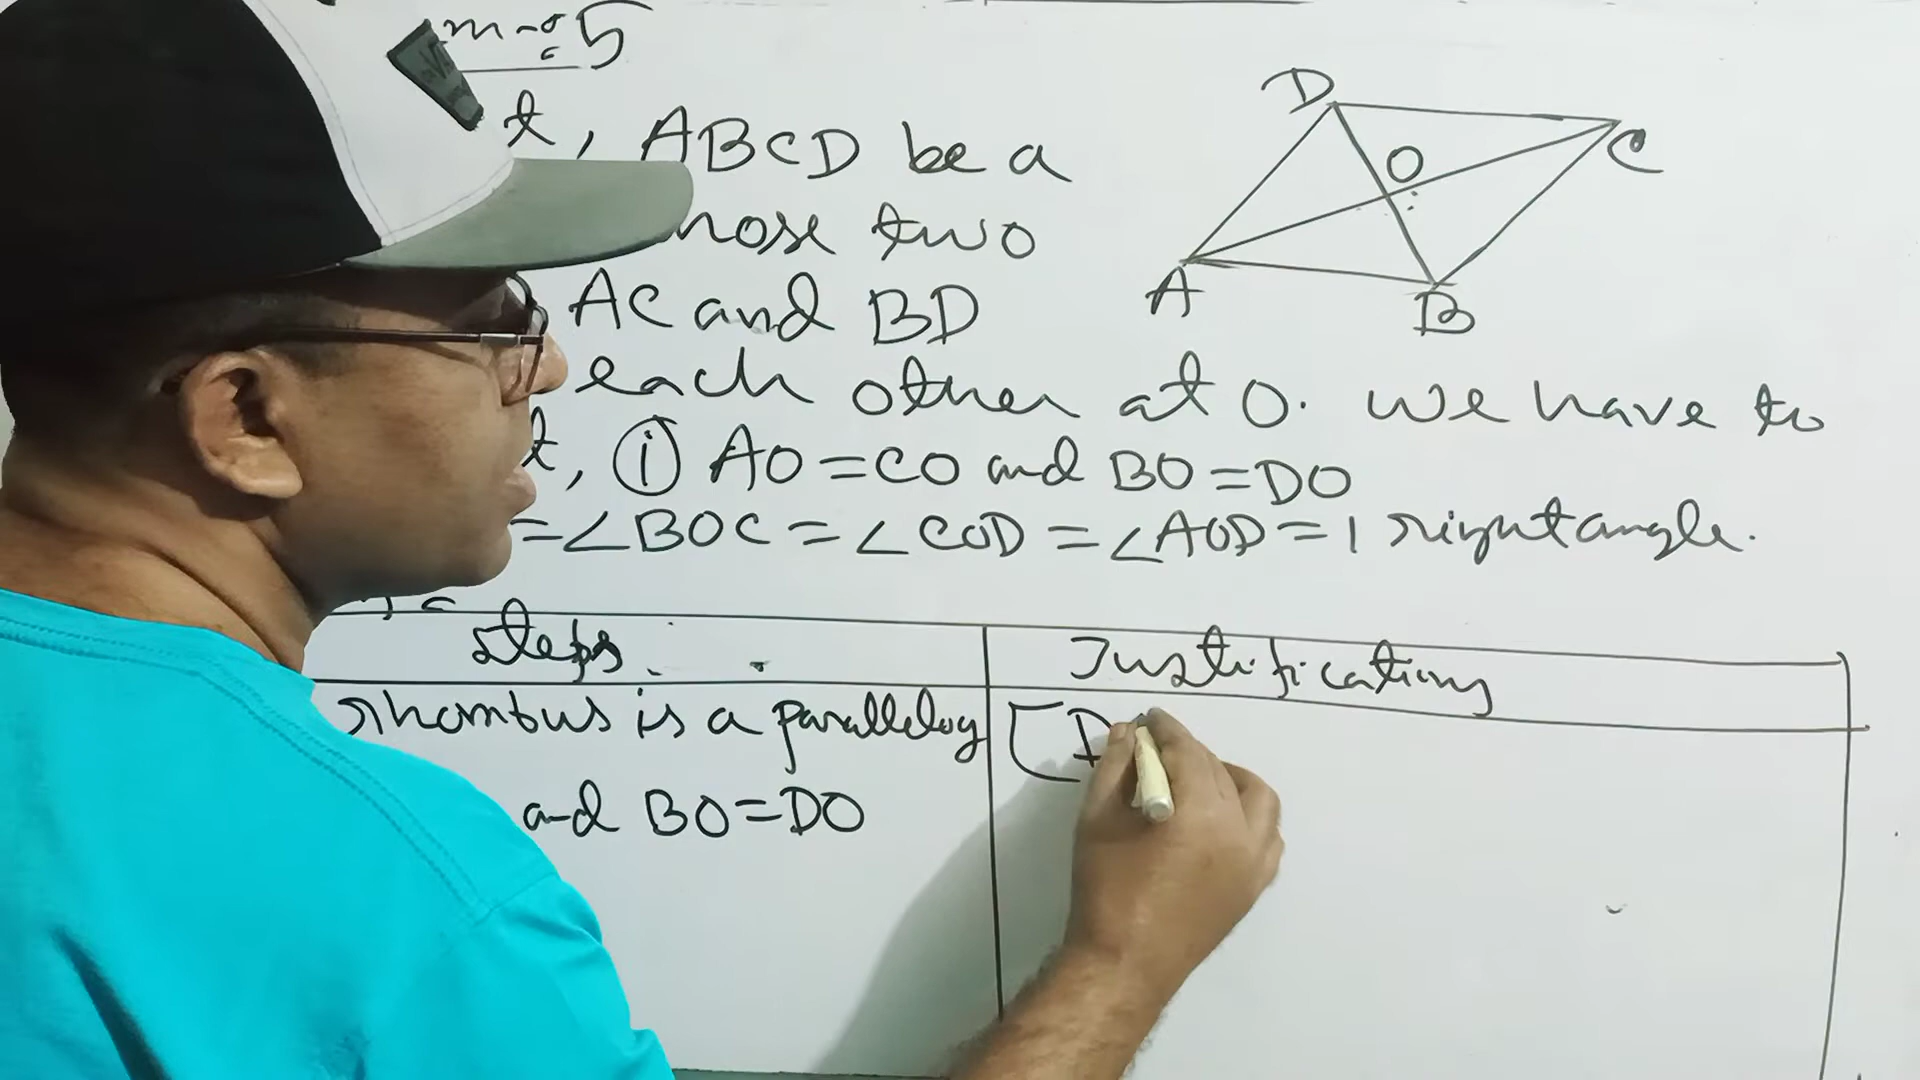 m-:5
D
C
O
A
B
t, ABCD be a
hose two
AC and BD
each other at O. We have to
t, (i) AO=CO and BO=DO
=∠BOC=∠COD=∠AOD=1 right angle.
steps
Justifications
rhombus is a parallelog
[D
and BO=DO